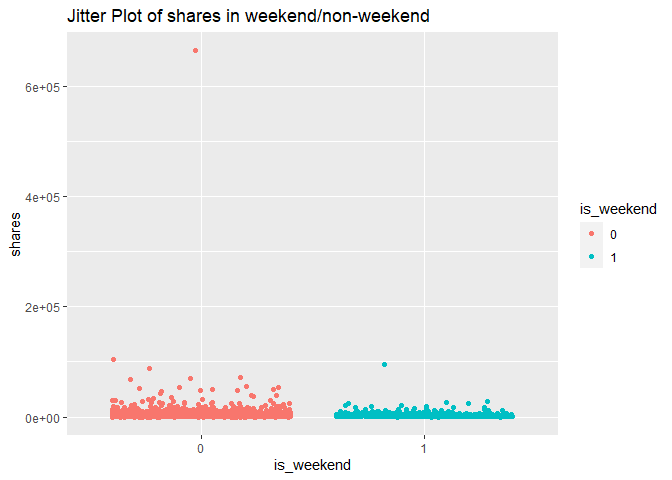 Jitter Plot of shares in weekend/non-weekend
6e+05
4e+05
2e+05
0e+00
shares
0
1
is_weekend
is_weekend
0
1